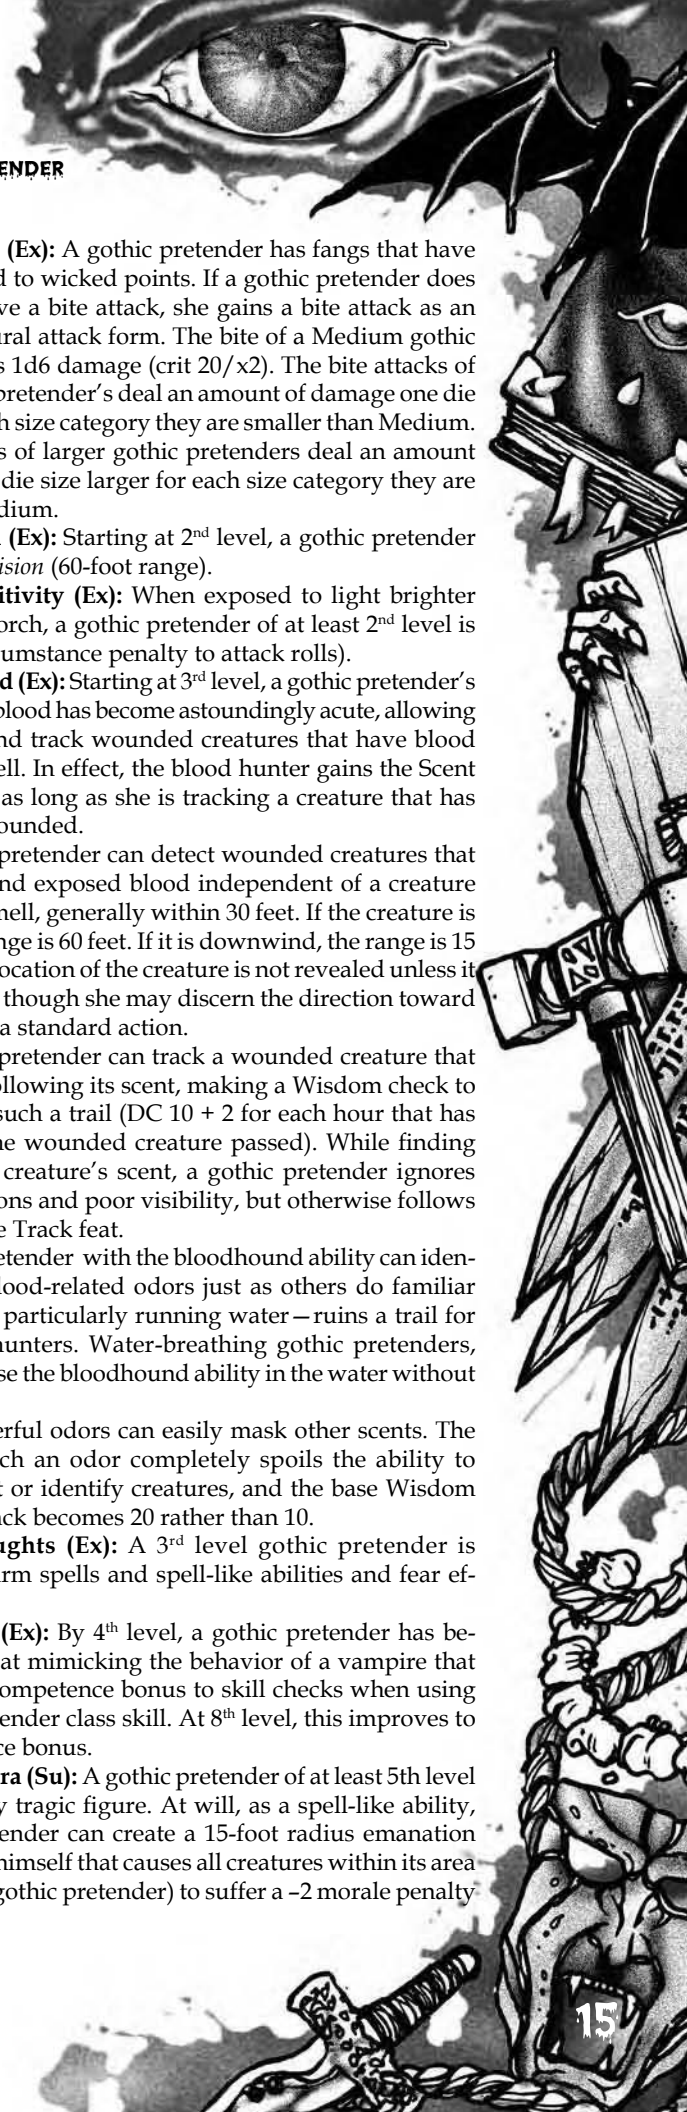 ENDER
(Ex): A gothic pretender has fangs that have
d to wicked points. If a gothic pretender does
ve a bite attack, she gains a bite attack as an
ural attack form. The bite of a Medium gothic
s 1d6 damage (crit 20/x2). The bite attacks of
pretender’s deal an amount of damage one die
h size category they are smaller than Medium.
s of larger gothic pretenders deal an amount
die size larger for each size category they are
dium.
(Ex): Starting at 2nd level, a gothic pretender
ision (60-foot range).
itivity (Ex): When exposed to light brighter
orch, a gothic pretender of at least 2nd level is
umstance penalty to attack rolls).
d (Ex): Starting at 3rd level, a gothic pretender’s
blood has become astoundingly acute, allowing
nd track wounded creatures that have blood
ell. In effect, the blood hunter gains the Scent
as long as she is tracking a creature that has
ounded.
pretender can detect wounded creatures that
nd exposed blood independent of a creature
mell, generally within 30 feet. If the creature is
nge is 60 feet. If it is downwind, the range is 15
location of the creature is not revealed unless it
though she may discern the direction toward
a standard action.
pretender can track a wounded creature that
ollowing its scent, making a Wisdom check to
such a trail (DC 10 + 2 for each hour that has
he wounded creature passed). While finding
creature’s scent, a gothic pretender ignores
ons and poor visibility, but otherwise follows
e Track feat.
etender with the bloodhound ability can iden-
lood-related odors just as others do familiar
particularly running water—ruins a trail for
hunters. Water-breathing gothic pretenders,
se the bloodhound ability in the water without
erful odors can easily mask other scents. The
ch an odor completely spoils the ability to
t or identify creatures, and the base Wisdom
ack becomes 20 rather than 10.
ughts (Ex): A 3rd level gothic pretender is
arm spells and spell-like abilities and fear ef-
(Ex): By 4th level, a gothic pretender has be-
at mimicking the behavior of a vampire that
ompetence bonus to skill checks when using
ender class skill. At 8th level, this improves to
ce bonus.
ra (Su): A gothic pretender of at least 5th level
y tragic figure. At will, as a spell-like ability,
ender can create a 15-foot radius emanation
himself that causes all creatures within its area
gothic pretender) to suffer a –2 morale penalty
15